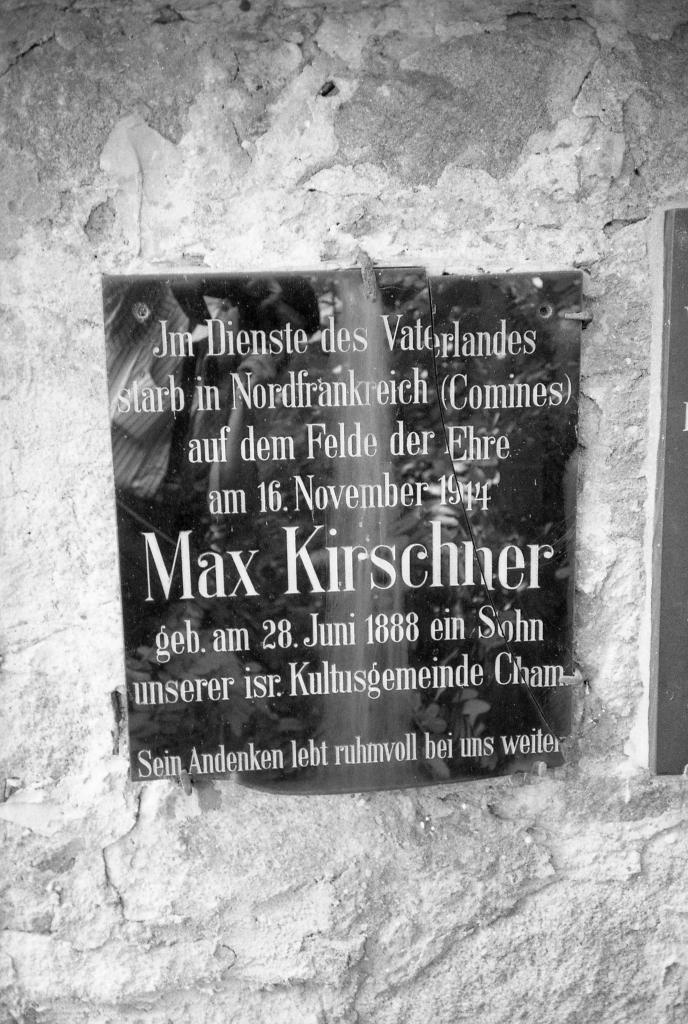 Jm Dienste des Vaterlandes
starb in Nordfrankreich (Comines)
auf dem Felde der Ehre
am 16. November 1914
Max Kirschner
geb. am 28. Juni 1888 ein Sohn
unserer isr. Kultusgemeinde Cham.
Sein Andenken lebt ruhmvoll bei uns weiter